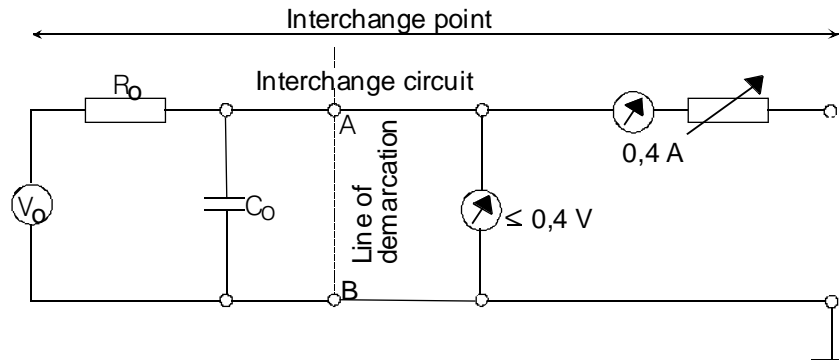 Interchange point
Interchange circuit
Ro
A
0,4 A
Vo
Co
Line of
demarcation
≤ 0,4 V
B